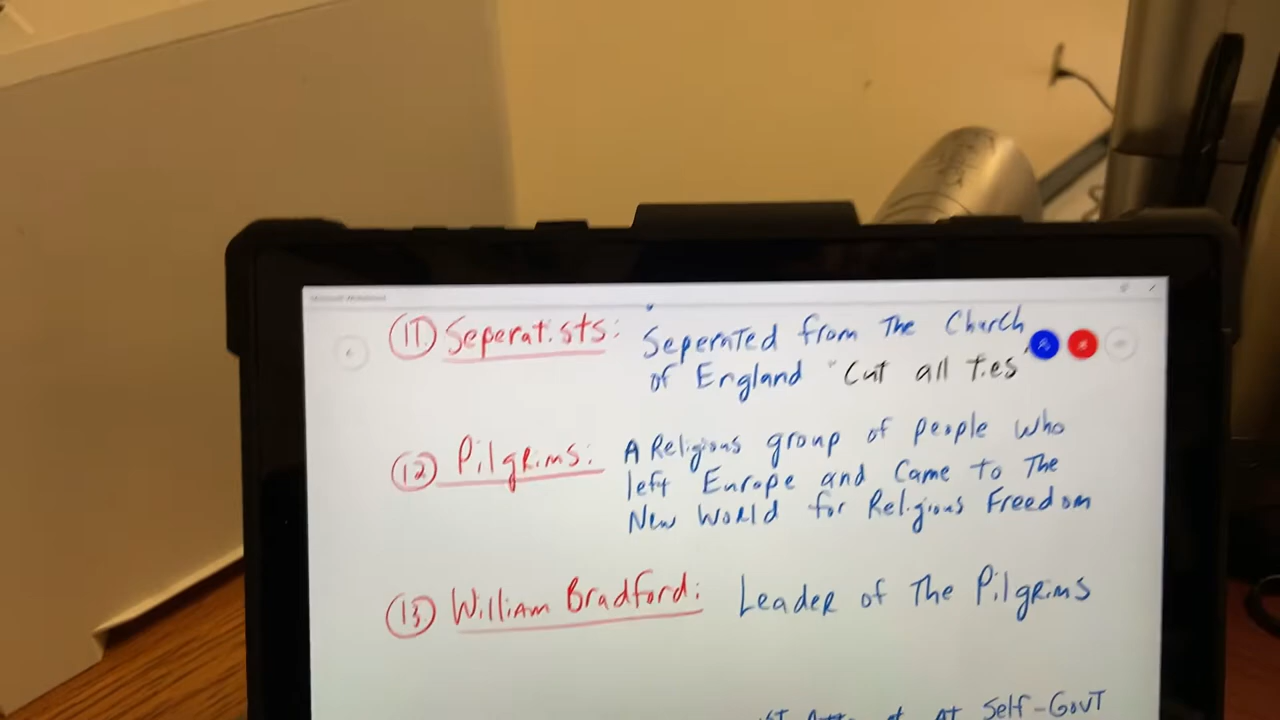 (11.) Seperatists: Seperated from The Church
of England "Cut all Ties"
(12) Pilgrims: A Religious group of people who
left Europe and Came to The
New World for Religious Freedom
(13) William Bradford: Leader of The Pilgrims
at Self-Govt